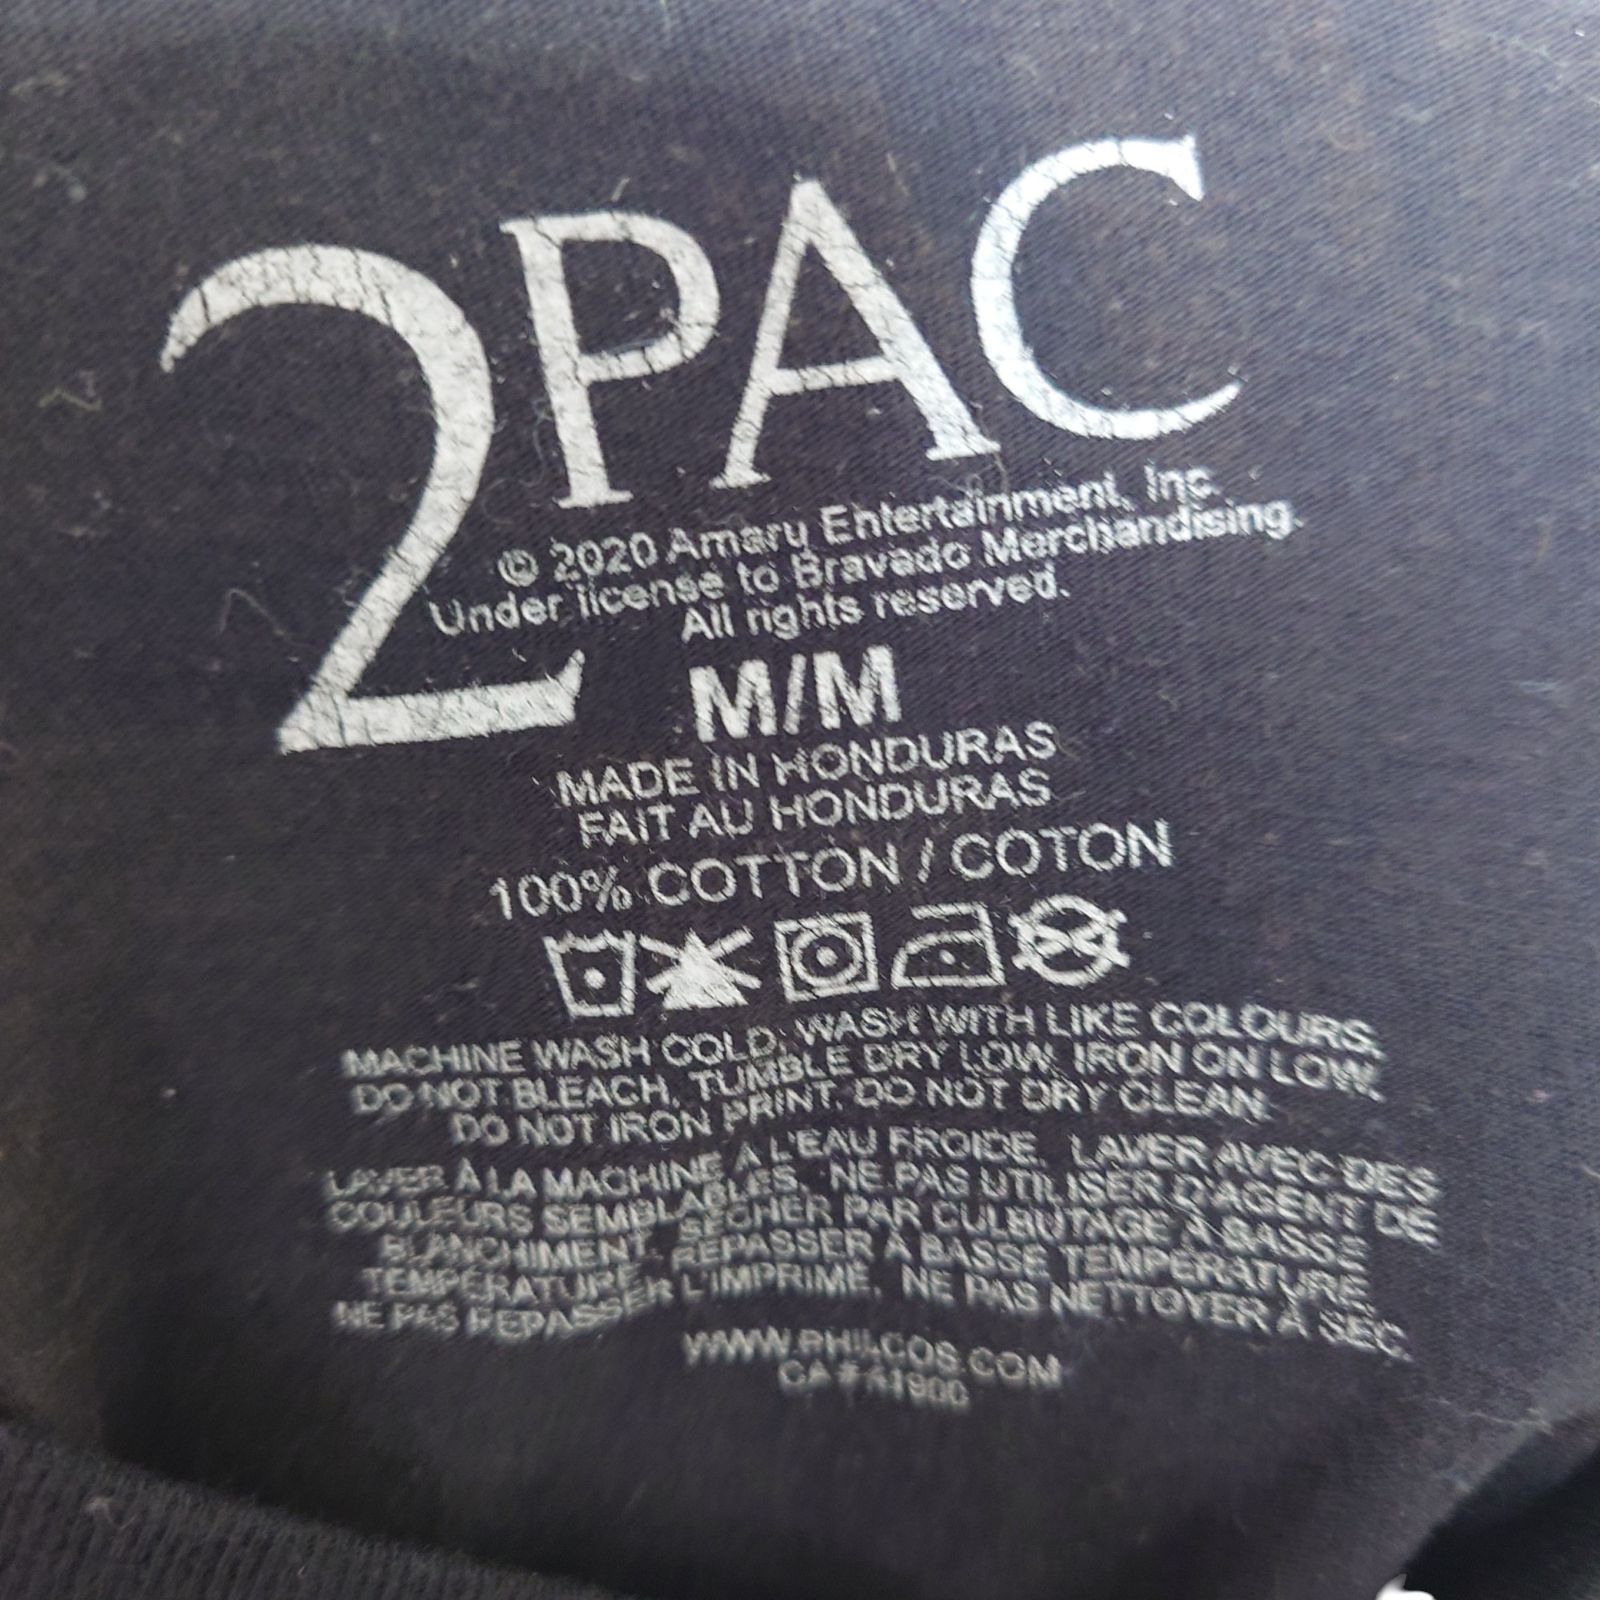 2PAC
© 2020 Amaru Entertainment, Inc.
Under license to Bravado Merchandising.
All rights reserved.
M/M
MADE IN HONDURAS
FAIT AU HONDURAS
100% COTTON / COTON
MACHINE WASH COLD. WASH WITH LIKE COLOURS.
DO NOT BLEACH. TUMBLE DRY LOW. IRON ON LOW.
DO NOT IRON PRINT. DO NOT DRY CLEAN.
LAVER À LA MACHINE A L'EAU FROIDE. LAVER AVEC DES
COULEURS SEMBLABLES. NE PAS UTILISER D'AGENT DE
BLANCHIMENT. SÉCHER PAR CULBUTAGE À BASSE
TEMPÉRATURE. REPASSER À BASSE TEMPÉRATURE.
NE PAS REPASSER L'IMPRIMÉ. NE PAS NETTOYER À SEC.
WWW.PHILCOS.COM
CA#41900